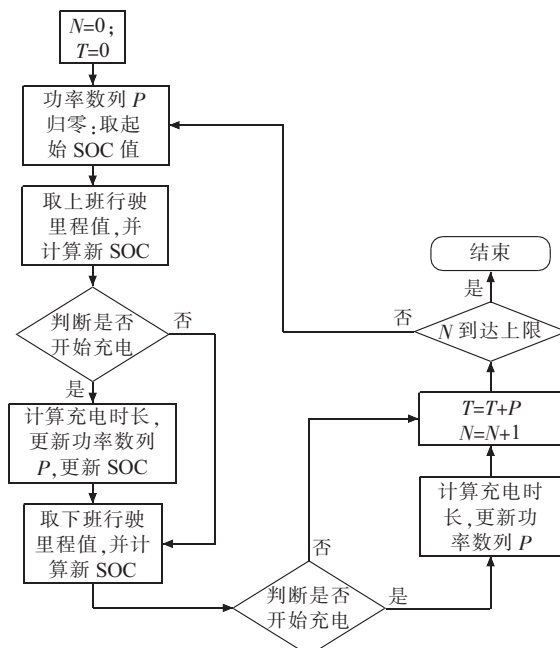 N=0；
T=0
功率数列 P
归零：取起
始 SOC 值
取上班行驶
里程值，并
计算新 SOC
判断是否
开始充电
否
是
计算充电时长，
更新功率数列
P，更新 SOC
取下班行驶
里程值，并计
算新 SOC
判断是否
开始充电
否
是
计算充电时
长，更新功
率数列 P
T=T+P
N=N+1
N 到达上限
否
是
结束